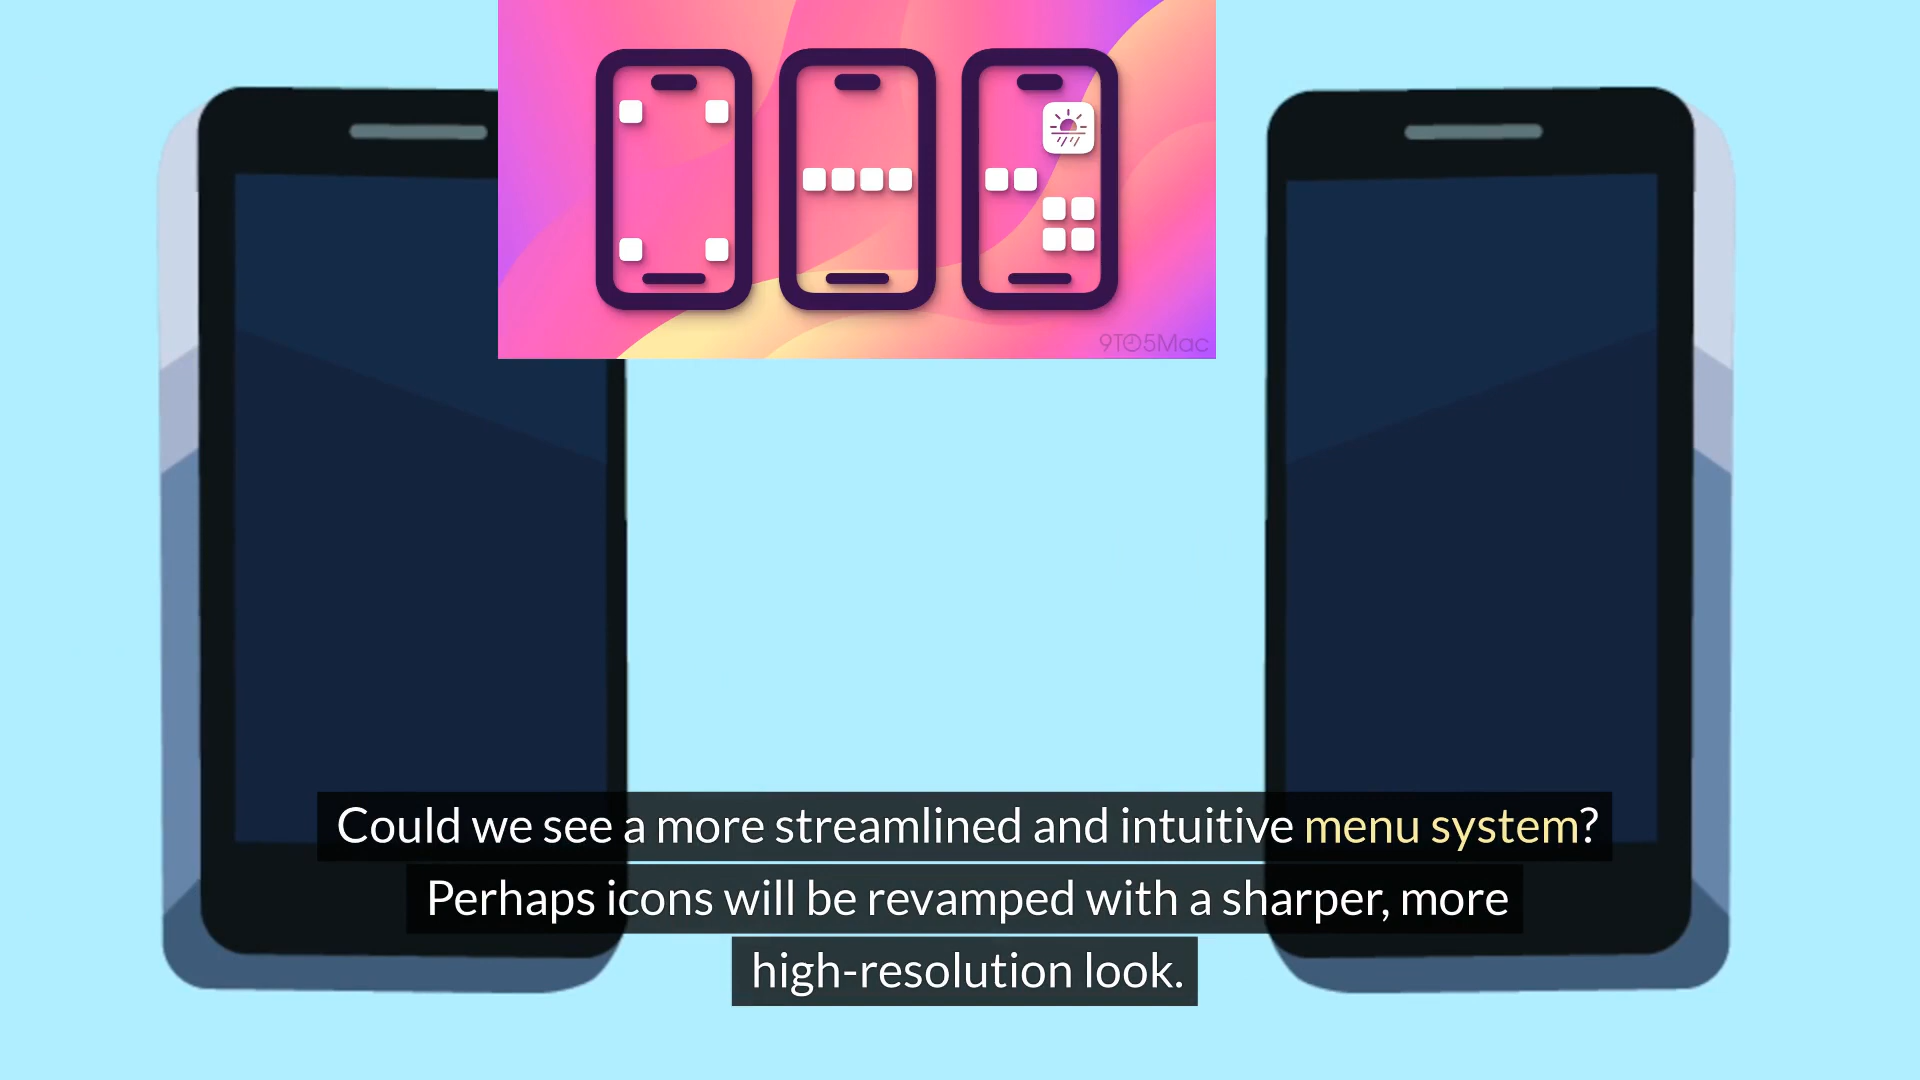 9TO5Mac
Could we see a more streamlined and intuitive menu system?
Perhaps icons will be revamped with a sharper, more
high-resolution look.